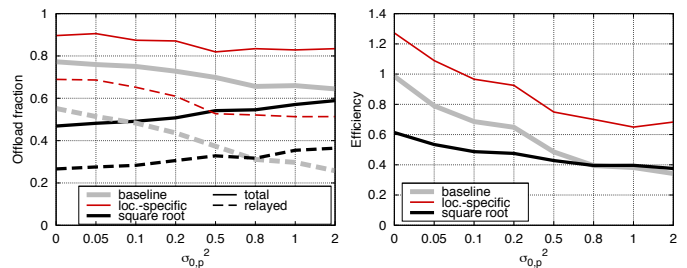 1
0.8
0.6
0.4
0.2
0
Offload fraction
baseline
loc.-specific
square root
total
relayed
0 0.05 0.1 0.2 0.5 0.8 1 2
σ0,p²
1.4
1.2
1
0.8
0.6
0.4
0.2
0
Efficiency
baseline
loc.-specific
square root
0 0.05 0.1 0.2 0.5 0.8 1 2
σ0,p²